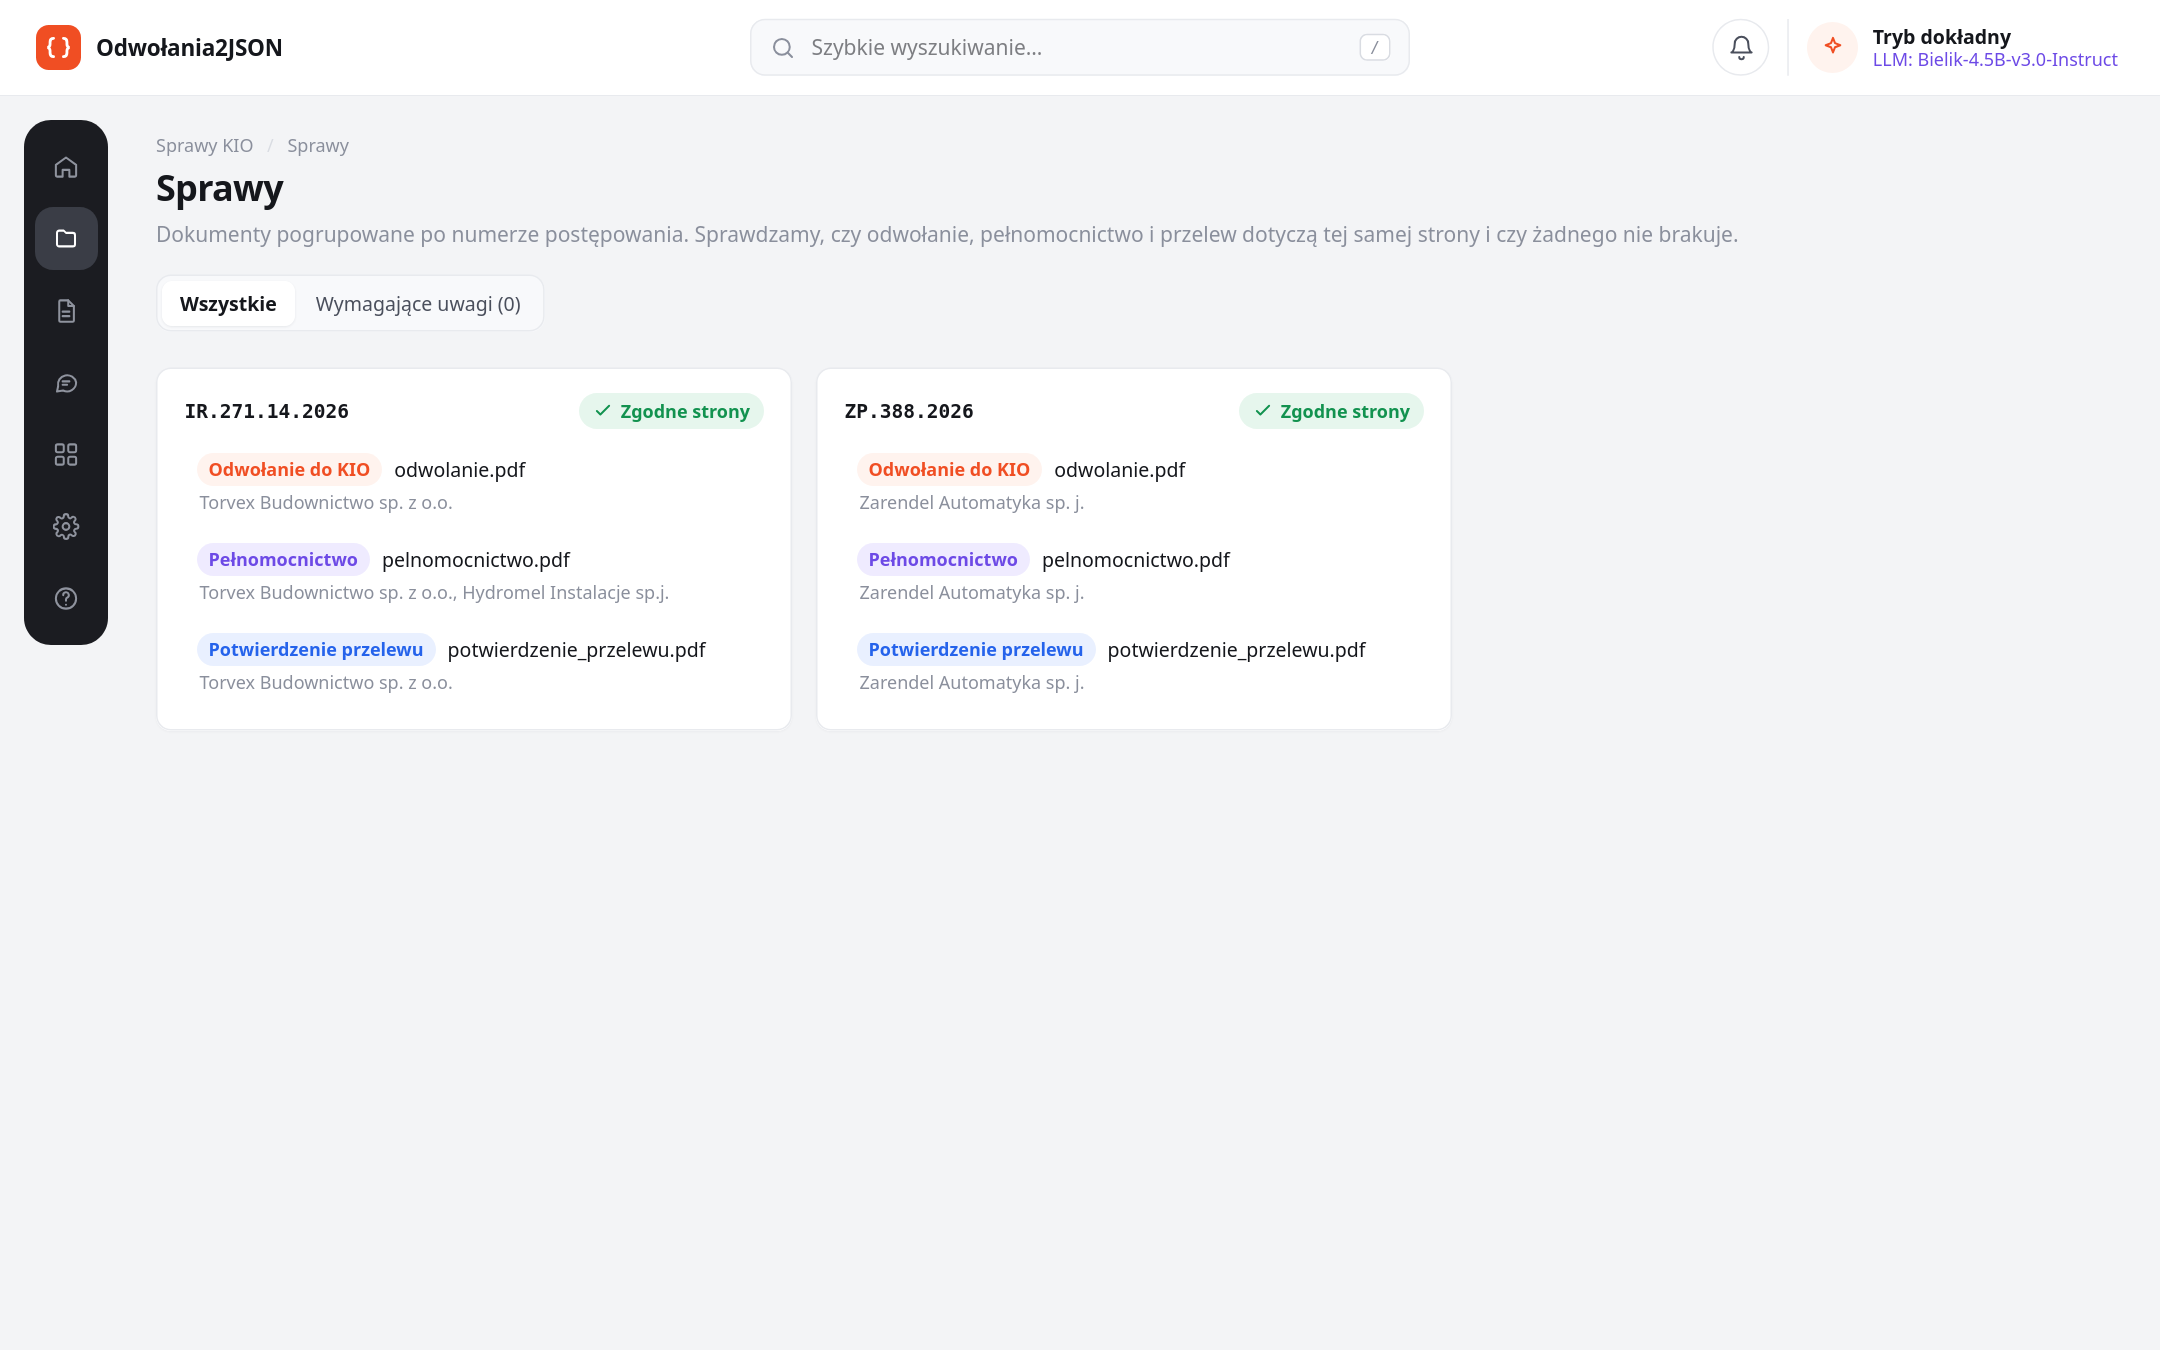 Odwołania2JSON
Szybkie wyszukiwanie...
/
Tryb dokładny
LLM: Bielik-4.5B-v3.0-Instruct
Sprawy KIO / Sprawy
Sprawy
Dokumenty pogrupowane po numerze postępowania. Sprawdzamy, czy odwołanie, pełnomocnictwo i przelew dotyczą tej samej strony i czy żadnego nie brakuje.
Wszystkie
Wymagające uwagi (0)
IR.271.14.2026
Zgodne strony
Odwołanie do KIO odwolanie.pdf
Torvex Budownictwo sp. z o.o.
Pełnomocnictwo pelnomocnictwo.pdf
Torvex Budownictwo sp. z o.o., Hydromel Instalacje sp.j.
Potwierdzenie przelewu potwierdzenie_przelewu.pdf
Torvex Budownictwo sp. z o.o.
ZP.388.2026
Zgodne strony
Odwołanie do KIO odwolanie.pdf
Zarendel Automatyka sp. j.
Pełnomocnictwo pelnomocnictwo.pdf
Zarendel Automatyka sp. j.
Potwierdzenie przelewu potwierdzenie_przelewu.pdf
Zarendel Automatyka sp. j.